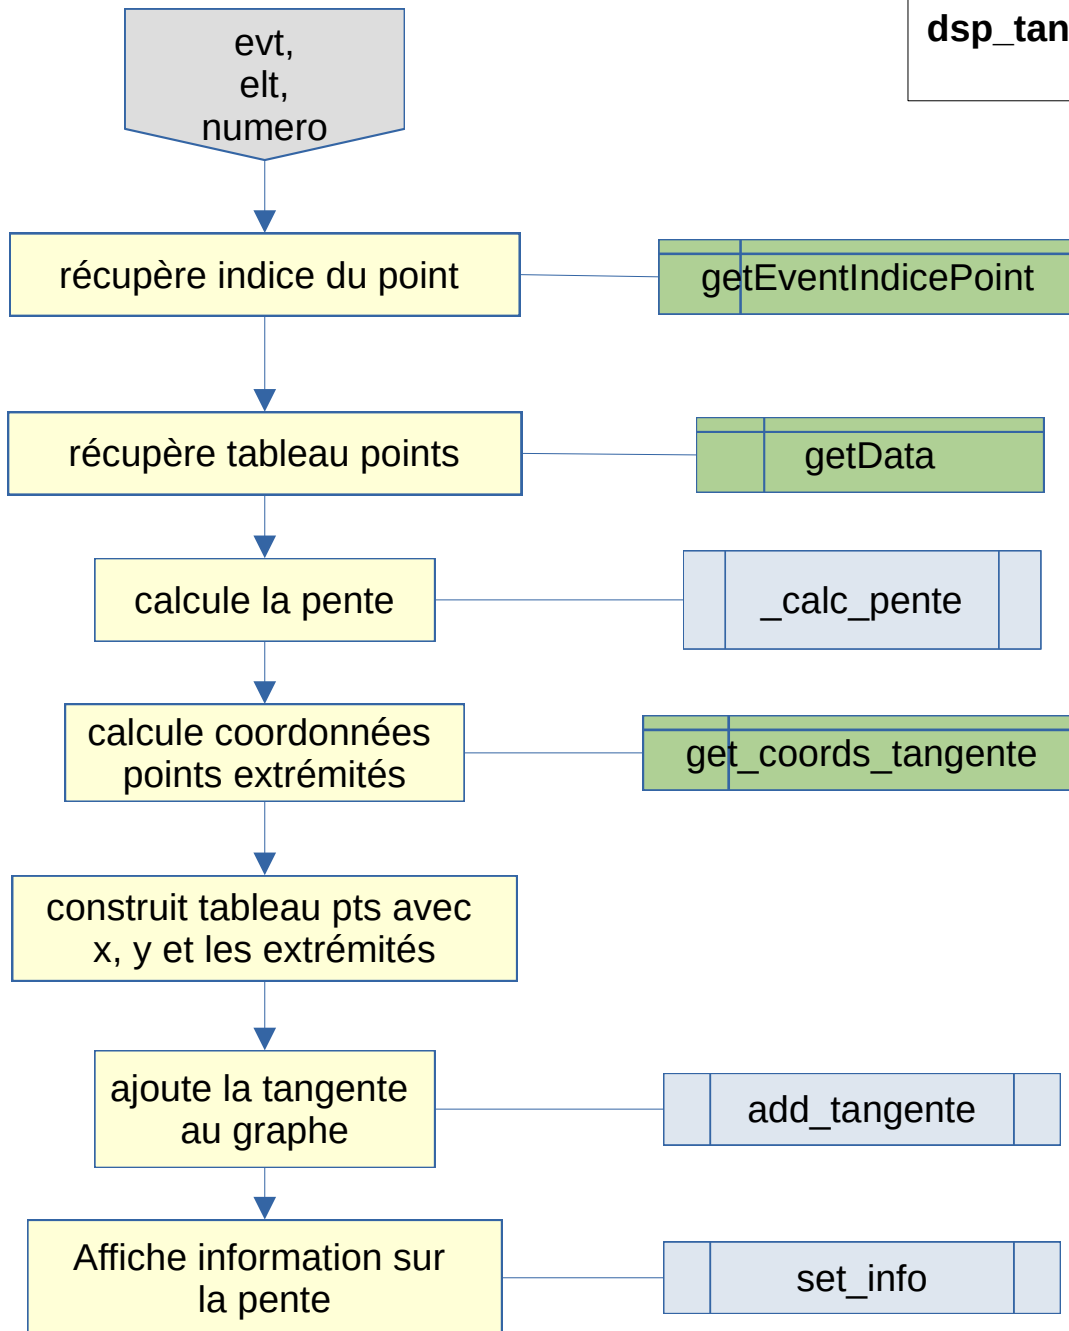 evt,
elt,
numero
dsp_tan
récupère indice du point
getEventIndicePoint
récupère tableau points
getData
calcule la pente
_calc_pente
calcule coordonnées
points extrémités
get_coords_tangente
construit tableau pts avec
x, y et les extrémités
ajoute la tangente
au graphe
add_tangente
Affiche information sur
la pente
set_info